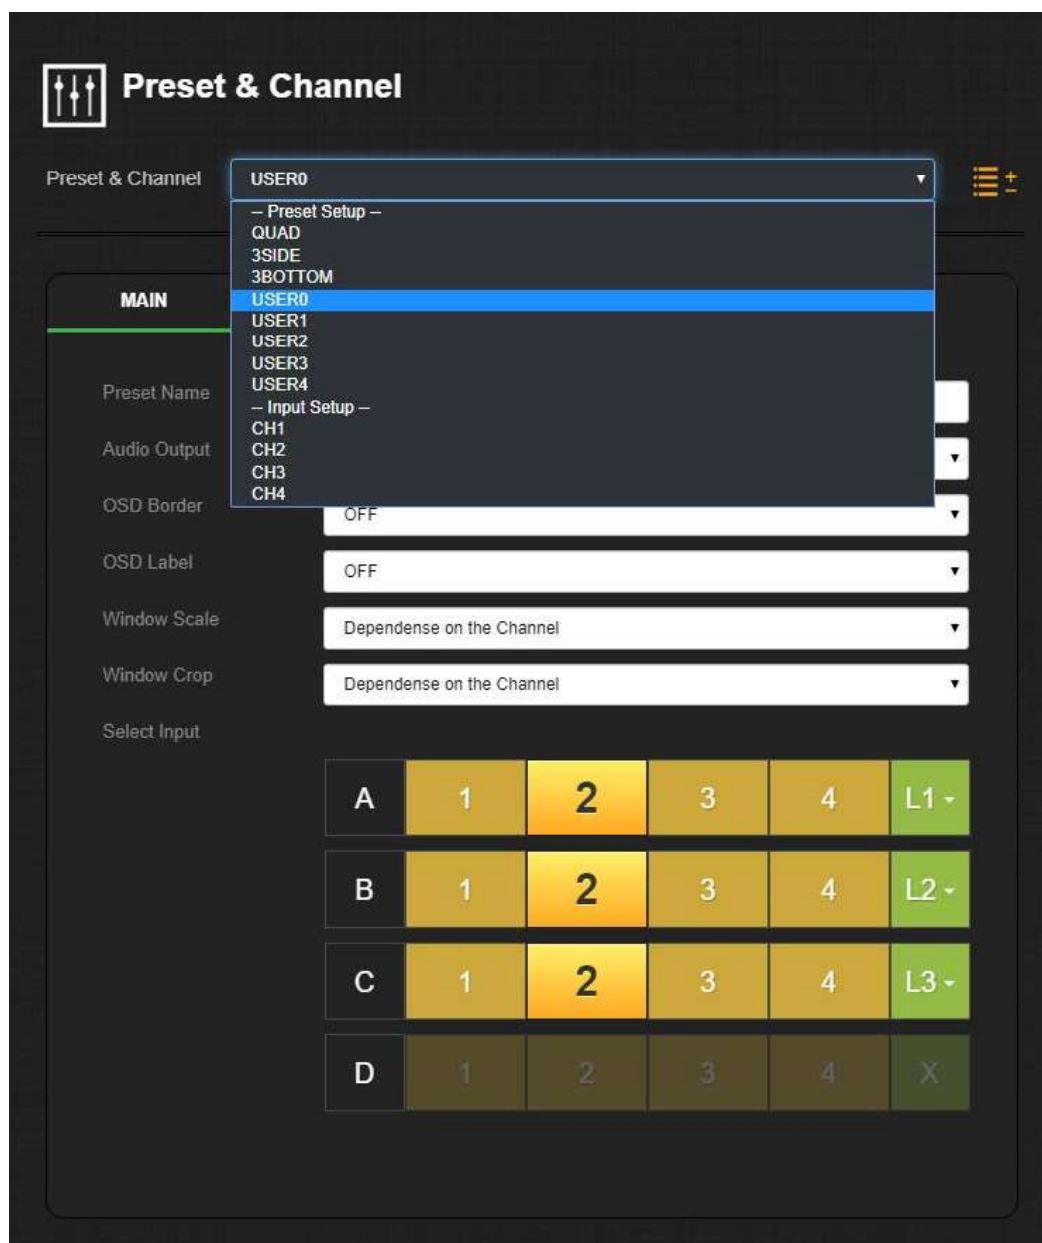 Preset & Channel
Preset & Channel USER0
-- Preset Setup --
QUAD
3SIDE
3BOTTOM
MAIN
USER0
USER1
USER2
USER3
USER4
Preset Name
-- Input Setup --
CH1
Audio Output
CH2
CH3
CH4
OSD Border
OFF
OSD Label OFF
Window Scale Dependense on the Channel
Window Crop Dependense on the Channel
Select Input
A 1 2 3 4 L1
B 1 2 3 4 L2
C 1 2 3 4 L3
D 1 2 3 4 X